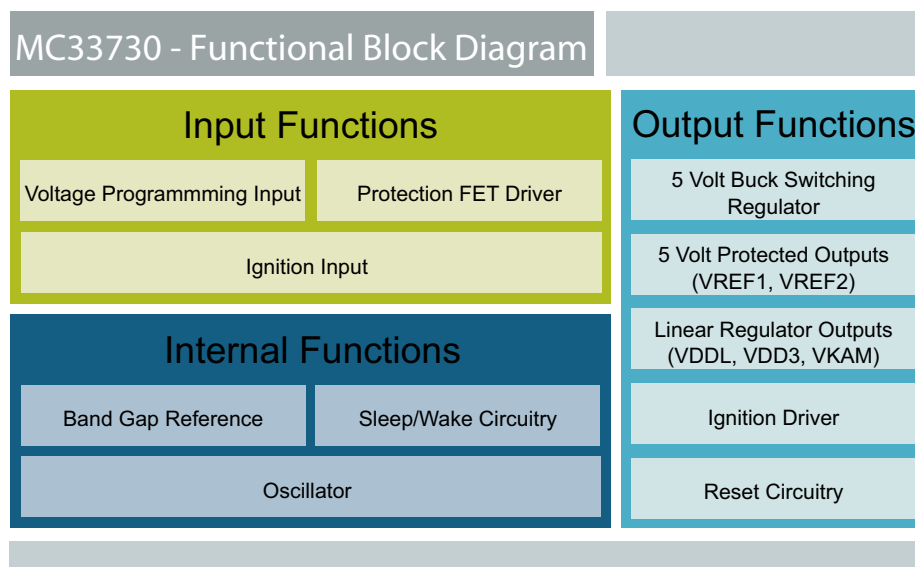 MC33730 - Functional Block Diagram
Input Functions
Voltage Programmming Input
Protection FET Driver
Ignition Input
Internal Functions
Band Gap Reference
Sleep/Wake Circuitry
Oscillator
Output Functions
5 Volt Buck Switching
Regulator
5 Volt Protected Outputs
(VREF1, VREF2)
Linear Regulator Outputs
(VDDL, VDD3, VKAM)
Ignition Driver
Reset Circuitry